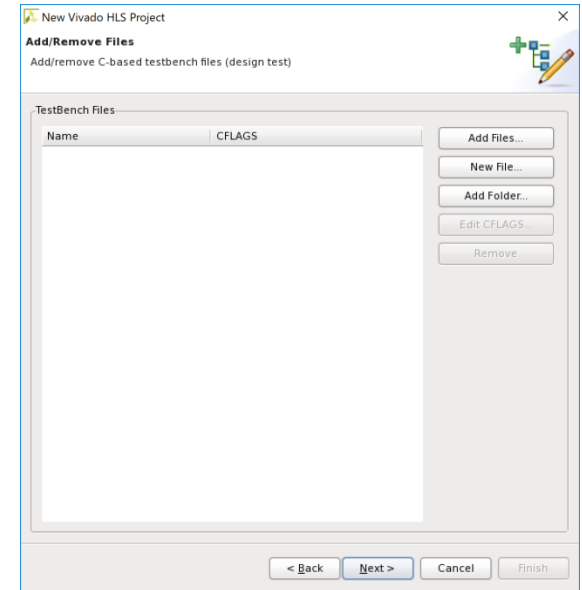 New Vivado HLS Project
Add/Remove Files
Add/remove C-based testbench files (design test)
TestBench Files
Name CFLAGS
Add Files...
New File...
Add Folder...
Edit CFLAGS...
Remove
< Back Next > Cancel Finish